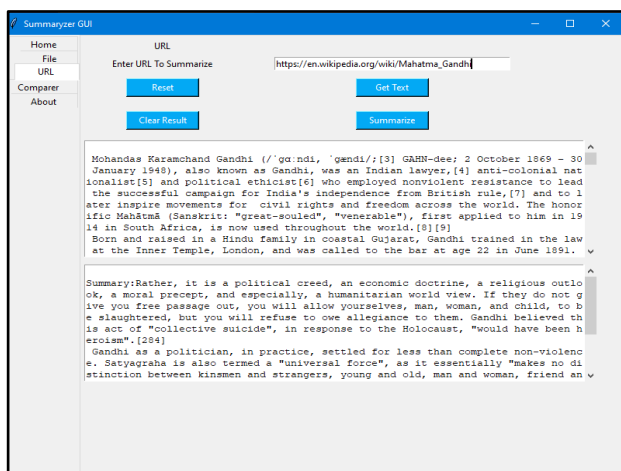 Summaryzer GUI
Home
File
URL
Comparer
About
URL
Enter URL To Summarize
https://en.wikipedia.org/wiki/Mahatma_Gandhi
Reset
Get Text
Clear Result
Summarize
Mohandas Karamchand Gandhi (/ˈɡɑːndi, ˈɡændi/;[3] GAHN-dee; 2 October 1869 – 30
January 1948), also known as Gandhi, was an Indian lawyer,[4] anti-colonial nat
ionalist[5] and political ethicist[6] who employed nonviolent resistance to lead
the successful campaign for India's independence from British rule,[7] and to l
ater inspire movements for civil rights and freedom across the world. The honor
ific Mahātmā (Sanskrit: "great-souled", "venerable"), first applied to him in 19
14 in South Africa, is now used throughout the world.[8][9]
Born and raised in a Hindu family in coastal Gujarat, Gandhi trained in the law
at the Inner Temple, London, and was called to the bar at age 22 in June 1891.
Summary:Rather, it is a political creed, an economic doctrine, a religious outlo
ok, a moral precept, and especially, a humanitarian world view. If they do not g
ive you free passage out, you will allow yourselves, man, woman, and child, to b
e slaughtered, but you will refuse to owe allegiance to them. Gandhi believed th
is act of "collective suicide", in response to the Holocaust, "would have been h
eroism".[284]
Gandhi as a politician, in practice, settled for less than complete non-violenc
e. Satyagraha is also termed a "universal force", as it essentially "makes no di
stinction between kinsmen and strangers, young and old, man and woman, friend an